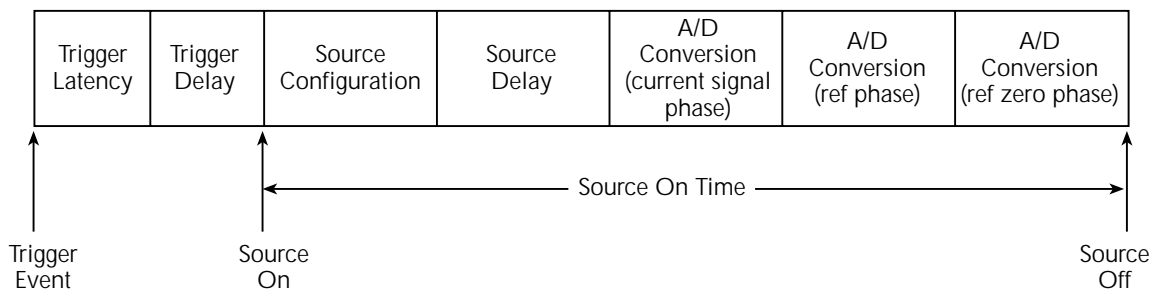 Trigger
Latency
Trigger
Delay
Source
Configuration
Source
Delay
A/D
Conversion
(current signal
phase)
A/D
Conversion
(ref phase)
A/D
Conversion
(ref zero phase)
Source On Time
Trigger
Event
Source
On
Source
Off